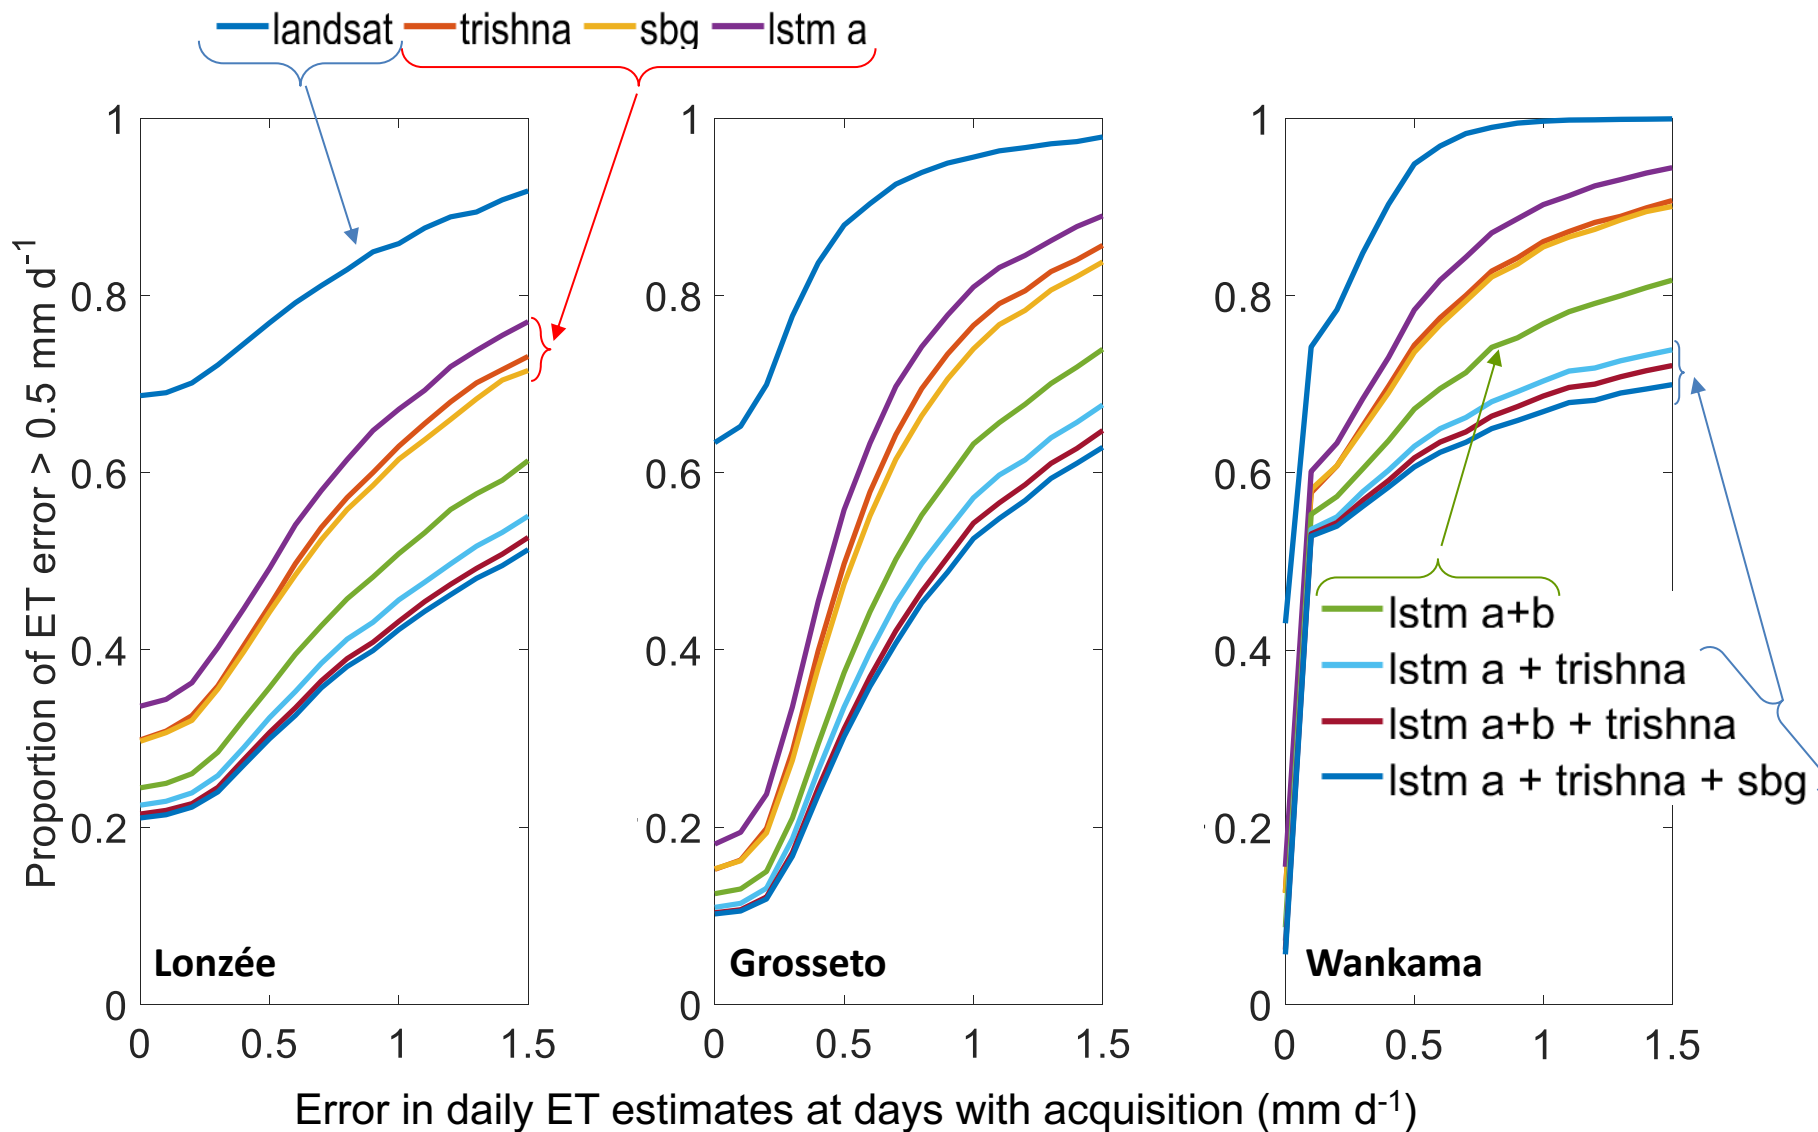 landsat trishna sbg lstm a
Proportion of ET error > 0.5 mm d-1
1
0.8
0.6
0.4
0.2
0
0 0.5 1 1.5
Lonzée
1
0.8
0.6
0.4
0.2
0
0 0.5 1 1.5
Grosseto
1
0.8
0.6
0.4
0.2
0
0 0.5 1 1.5
Wankama
lstm a+b
lstm a + trishna
lstm a+b + trishna
lstm a + trishna + sbg
Error in daily ET estimates at days with acquisition (mm d-1)